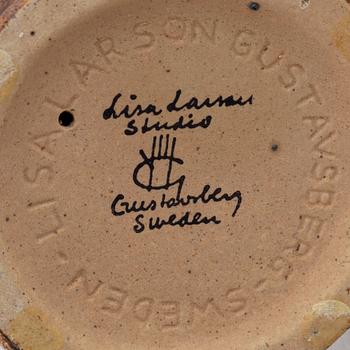 Lisa Larson
Studio
Gustavsberg
Sweden
LISA LARSON GUSTAVSBERG-SWEDEN-